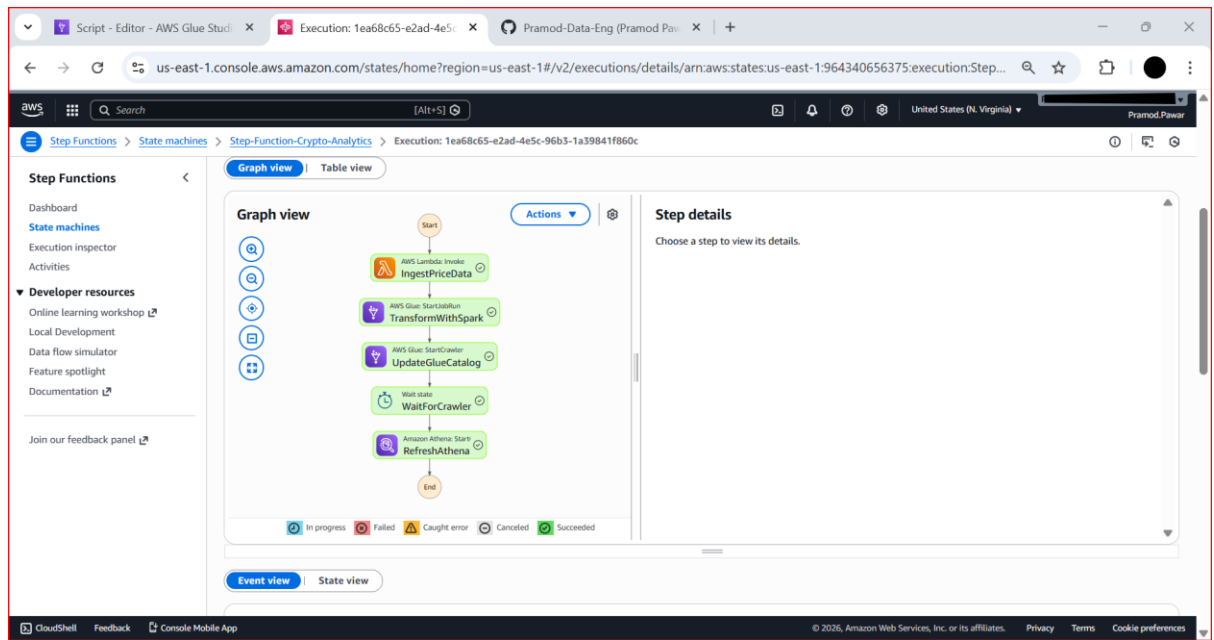 Script - Editor - AWS Glue Studi
Execution: 1ea68c65-e2ad-4e5c
Pramod-Data-Eng (Pramod Paw
us-east-1.console.aws.amazon.com/states/home?region=us-east-1#/v2/executions/details/arn:aws:states:us-east-1:964340656375:execution:Step...
aws
Search
[Alt+S]
United States (N. Virginia)
Pramod.Pawar
Step Functions > State machines > Step-Function-Crypto-Analytics > Execution: 1ea68c65-e2ad-4e5c-96b3-1a39841f860c
Step Functions
Dashboard
State machines
Execution inspector
Activities
Developer resources
Online learning workshop
Local Development
Data flow simulator
Feature spotlight
Documentation
Join our feedback panel
Graph view
Table view
Graph view
Actions
Start
AWS Lambda: Invoke
IngestPriceData
AWS Glue: StartJobRun
TransformWithSpark
AWS Glue: StartCrawler
UpdateGlueCatalog
Wait state
WaitForCrawler
Amazon Athena: Start
RefreshAthena
End
In progress
Failed
Caught error
Canceled
Succeeded
Step details
Choose a step to view its details.
Event view
State view
CloudShell
Feedback
Console Mobile App
© 2026, Amazon Web Services, Inc. or its affiliates.
Privacy
Terms
Cookie preferences